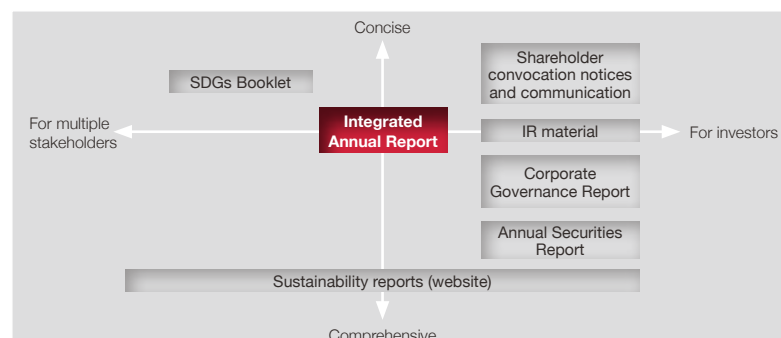 Concise
Shareholder
convocation notices
and communication
SDGs Booklet
For multiple
stakeholders
Integrated
Annual Report
IR material
For investors
Corporate
Governance Report
Annual Securities
Report
Sustainability reports (website)
Comprehensive